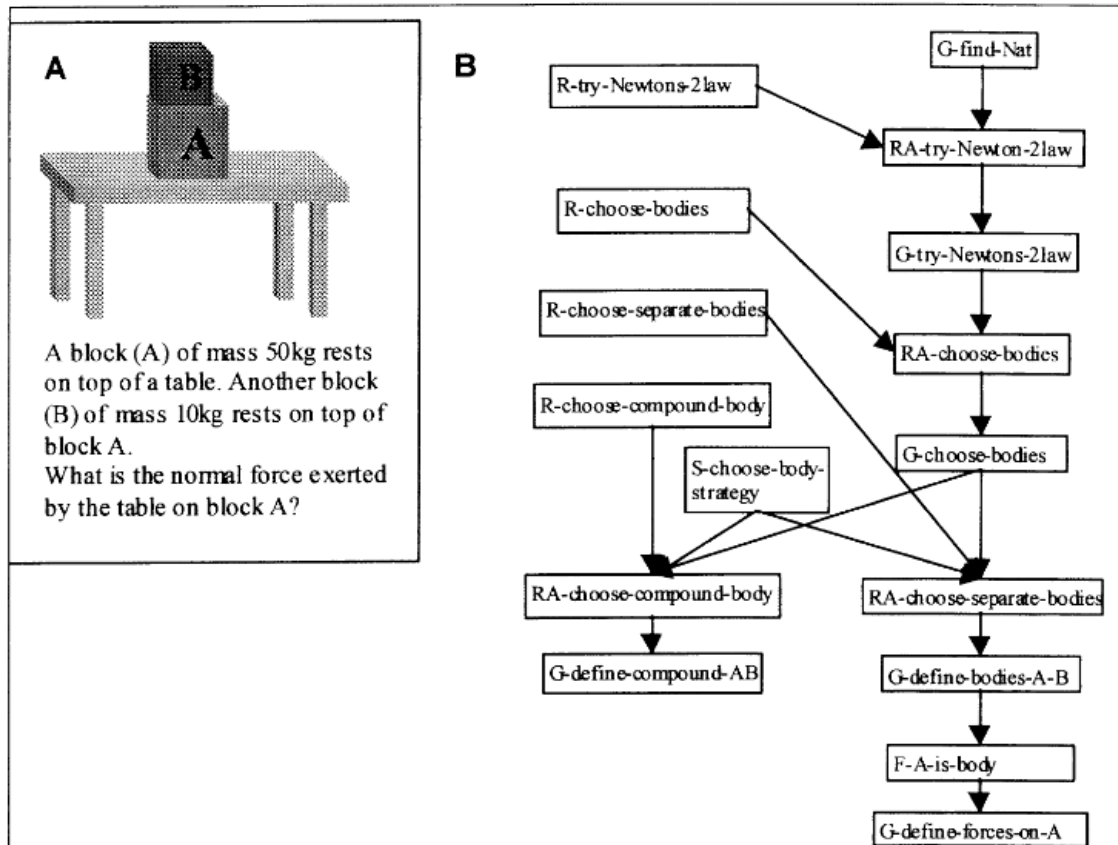 A
B
A
A block (A) of mass 50kg rests
on top of a table. Another block
(B) of mass 10kg rests on top of
block A.
What is the normal force exerted
by the table on block A?
B
G-find-Nat
R-try-Newtons-2law
RA-try-Newton-2law
R-choose-bodies
G-try-Newtons-2law
R-choose-separate-bodies
RA-choose-bodies
R-choose-compound-body
G-choose-bodies
S-choose-body-
strategy
RA-choose-compound-body
RA-choose-separate-bodies
G-define-compound-AB
G-define-bodies-A-B
F-A-is-body
G-define-forces-on-A